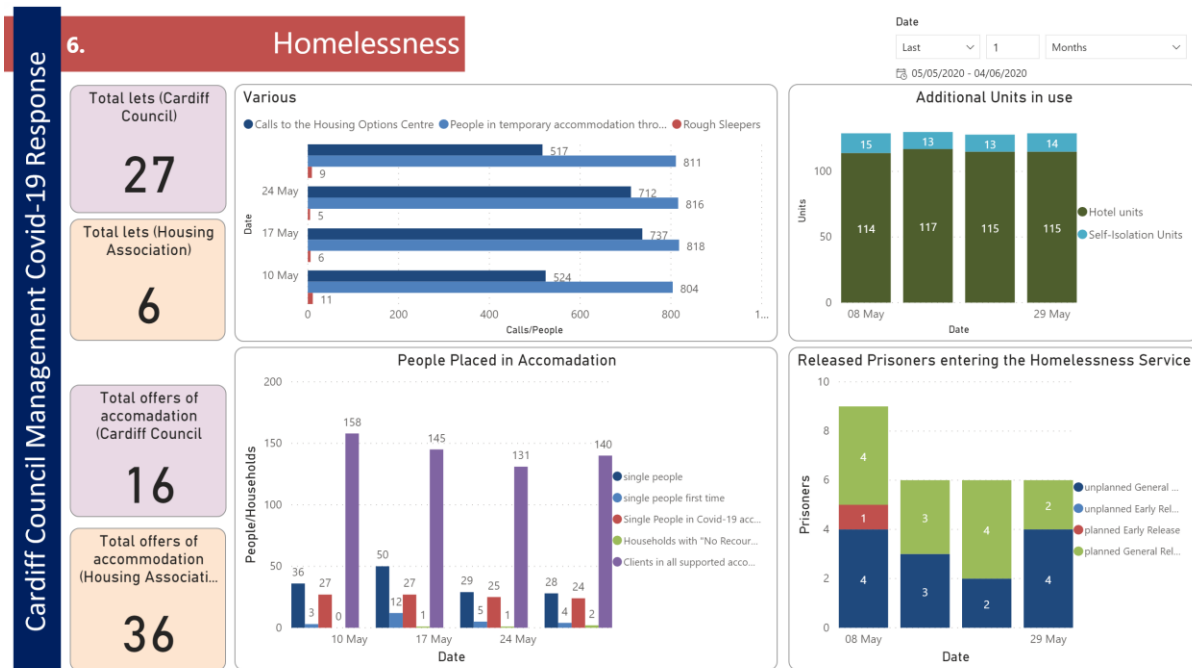 Cardiff Council Management Covid-19 Response
6.
Homelessness
Date
Last
1
Months
05/05/2020 - 04/06/2020
Total lets (Cardiff
Council)
27
Total lets (Housing
Association)
6
Total offers of
accomadation
(Cardiff Council
16
Total offers of
accommodation
(Housing Associati...
36
Various
Calls to the Housing Options Centre
People in temporary accommodation thro...
Rough Sleepers
517
811
9
24 May
712
816
5
17 May
737
818
6
10 May
524
804
11
Date
0 200 400 600 800 1...
Calls/People
Additional Units in use
15 13 13 14
114 117 115 115
100
50
0
Units
08 May 29 May
Date
Hotel units
Self-Isolation Units
People Placed in Accomadation
200
150
100
50
0
People/Households
36 3 27 0 158
50 12 27 1 145
29 5 25 1 131
28 4 24 2 140
10 May 17 May 24 May
Date
single people
single people first time
Single People in Covid-19 acc...
Households with "No Recour...
Clients in all supported acco...
Released Prisoners entering the Homelessness Service
10
8
6
4
2
0
Prisoners
4 3 4 2
1
4 3 2 4
08 May 29 May
Date
unplanned General ...
unplanned Early Rel...
planned Early Release
planned General Rel...